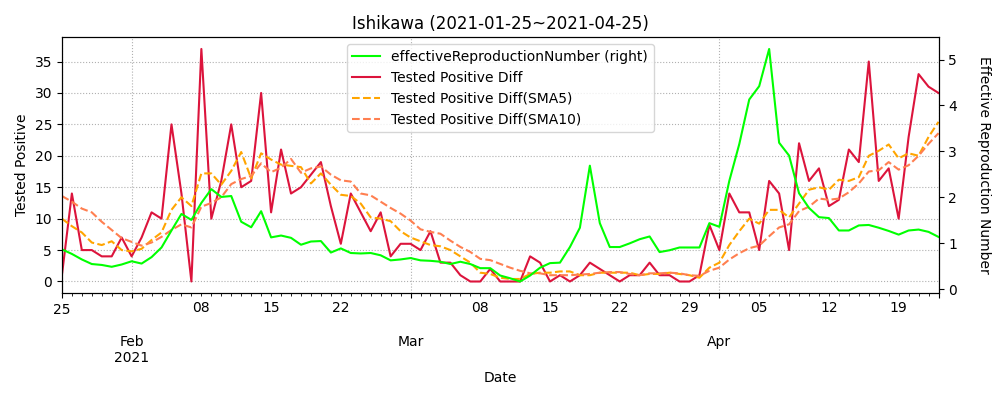 Ishikawa (2021-01-25~2021-04-25)
effectiveReproductionNumber (right)
Tested Positive Diff
Tested Positive Diff(SMA5)
Tested Positive Diff(SMA10)
Tested Positive
35
30
25
20
15
10
5
0
Effective Reproduction Number
5
4
3
2
1
0
25 08 15 22 08 15 22 29 05 12 19
Feb Mar Apr
2021
Date